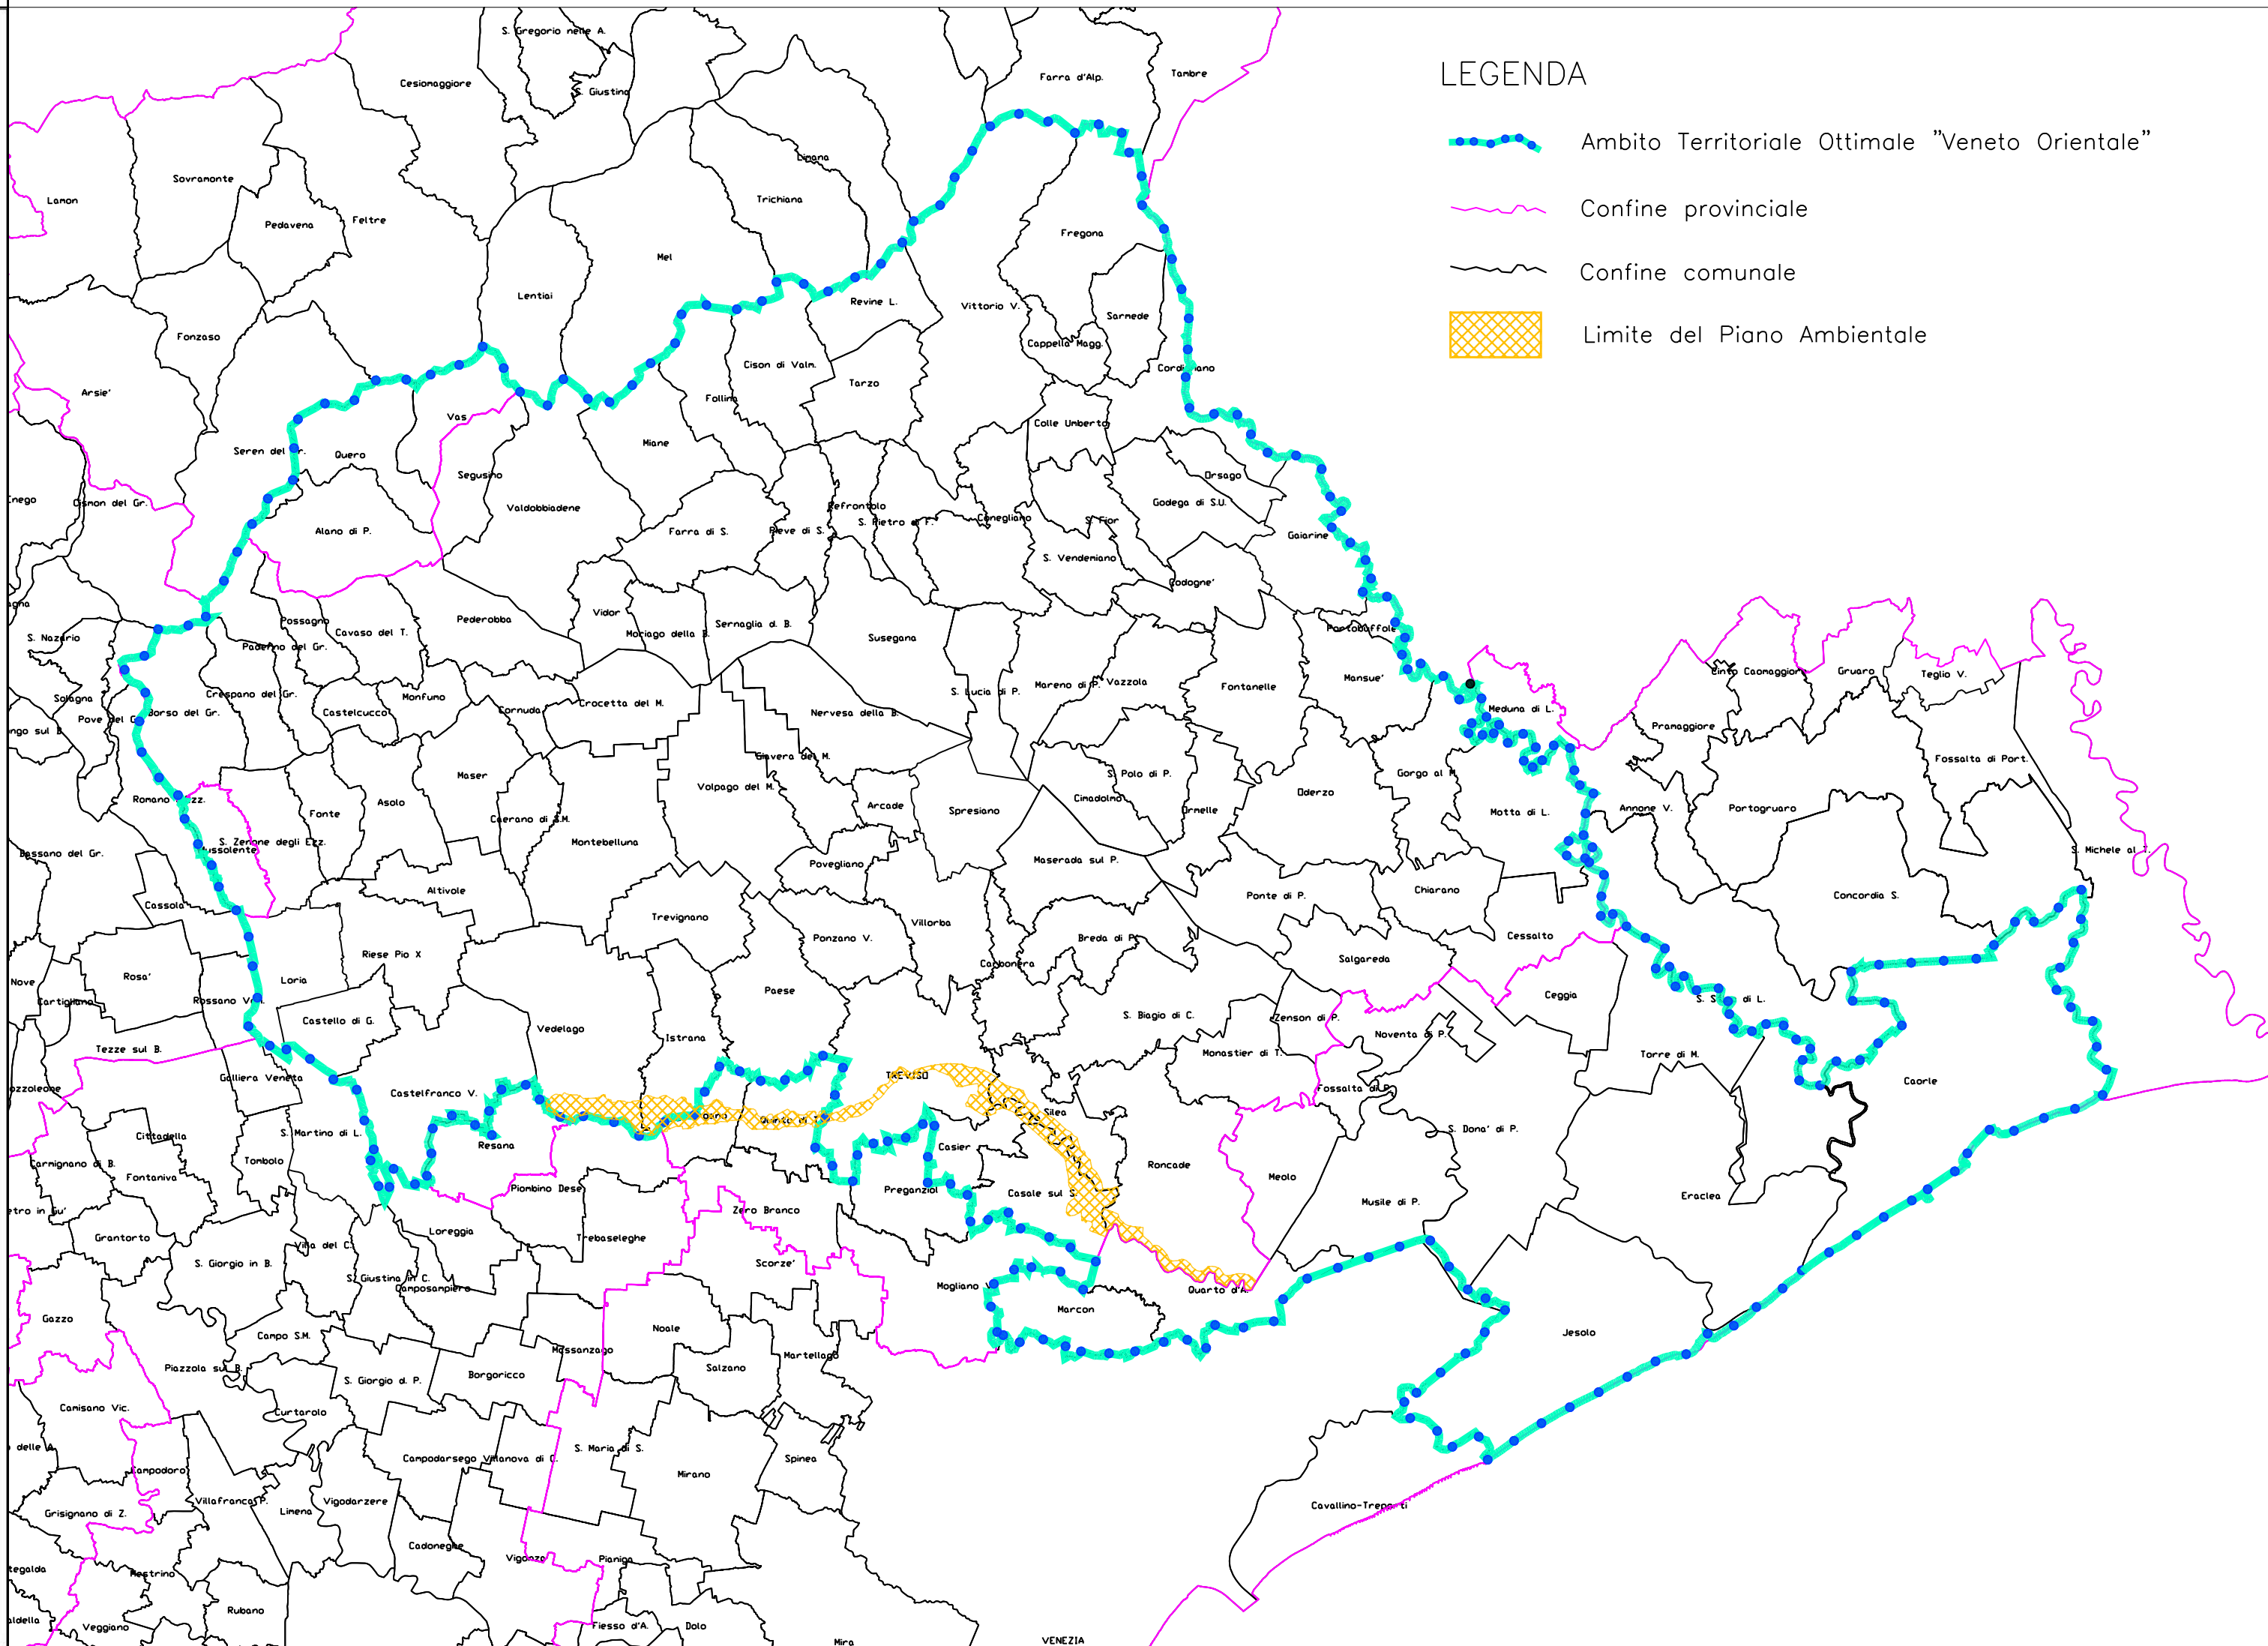 LEGENDA
Ambito Territoriale Ottimale "Veneto Orientale"
Confine provinciale
Confine comunale
Limite del Piano Ambientale
S. Gregorio nelle A.
Cesiomaggiore
S. Giustina
Farra d'Alp.
Tambre
Limana
Lamon
Sovramonte
Pedavena
Feltre
Trichiana
Fregona
Mel
Lentiai
Revine L.
Vittorio V.
Sarmede
Fonzaso
Cappella Magg.
Cison di Valm.
Cordignano
Tarzo
Arsie'
Follina
Vas
Colle Umberto
Miane
Seren del Gr.
Quero
Segusino
Orsago
Cismon del Gr.
Valdobbiadene
Refrontolo
Godega di S.U.
S. Pietro di F.
Conegliano
S. Fior
Alano di P.
Farra di S.
Pieve di S.
Gaiarine
S. Vendemiano
Codogne'
Vidor
Pederobba
Possagno
Cavaso del T.
Moriago della B.
Sernaglia d. B.
Susegana
Portobuffole'
S. Nazario
Paderno del Gr.
Cinto Caomaggiore
Gruaro
Teglio V.
Mansue'
Fontanelle
Vazzola
Mareno di P.
S. Lucia di P.
Solagna
Crespano del Gr.
Monfumo
Cornuda
Crocetta del M.
Castelcucco
Borso del Gr.
Pove del G.
Nervesa della B.
Meduna di L.
Pramaggiore
Giavera del M.
Fossalta di Port.
Maser
Volpago del M.
S. Polo di P.
Gorgo al M.
Cimadolmo
Oderzo
Romano d'Ezz.
Asolo
Fonte
Arcade
Spresiano
Ormelle
Motta di L.
Annone V.
Portogruaro
Caerano di S.M.
Montebelluna
S. Zenone degli Ezz.
Mussolente
Bassano del Gr.
Povegliano
Maserada sul P.
S. Michele al T.
Altivole
Chiarano
Ponte di P.
Concordia S.
Cassola
Trevignano
Villorba
Ponzano V.
Breda di P.
Cessalto
Riese Pio X
Carbonera
Salgareda
Nove
Rosa'
Loria
Paese
Ceggia
Cartigliano
Rossano V.
Castello di G.
S. Biagio di C.
Zenson di P.
Vedelago
Istrana
Noventa di P.
Tezze sul B.
Monastier di T.
Torre di M.
TREVISO
Galliera Veneta
Castelfranco V.
Fossalta di P.
Caorle
Silea
S. Dona' di P.
S. Martino di L.
Cittadella
Resana
Casier
Carmignano di B.
Tombolo
Fontaniva
Roncade
Meolo
Piombino Dese
Preganziol
Casale sul S.
Musile di P.
Eraclea
Zero Branco
Grantorto
Loreggia
Trebaseleghe
Villa del C.
S. Giorgio in B.
Scorze'
S. Giustina in C.
Camposampiero
Mogliano V.
Quarto d'A.
Marcon
Gazzo
Campo S.M.
Noale
Jesolo
Massanzago
Martellago
Piazzola sul B.
Salzano
S. Giorgio d. P.
Borgoricco
Camisano Vic.
Curtarolo
S. Maria di S.
Campodarsego
Villanova di C.
Spinea
Campodoro
Mirano
Villafranca P.
Limena
Vigodarzere
Cavallino-Treporti
Grisignano di Z.
Cadoneghe
Vigonza
Pianiga
Mestrino
Rubano
Veggiano
Fiesso d'A.
Dolo
Mira
VENEZIA